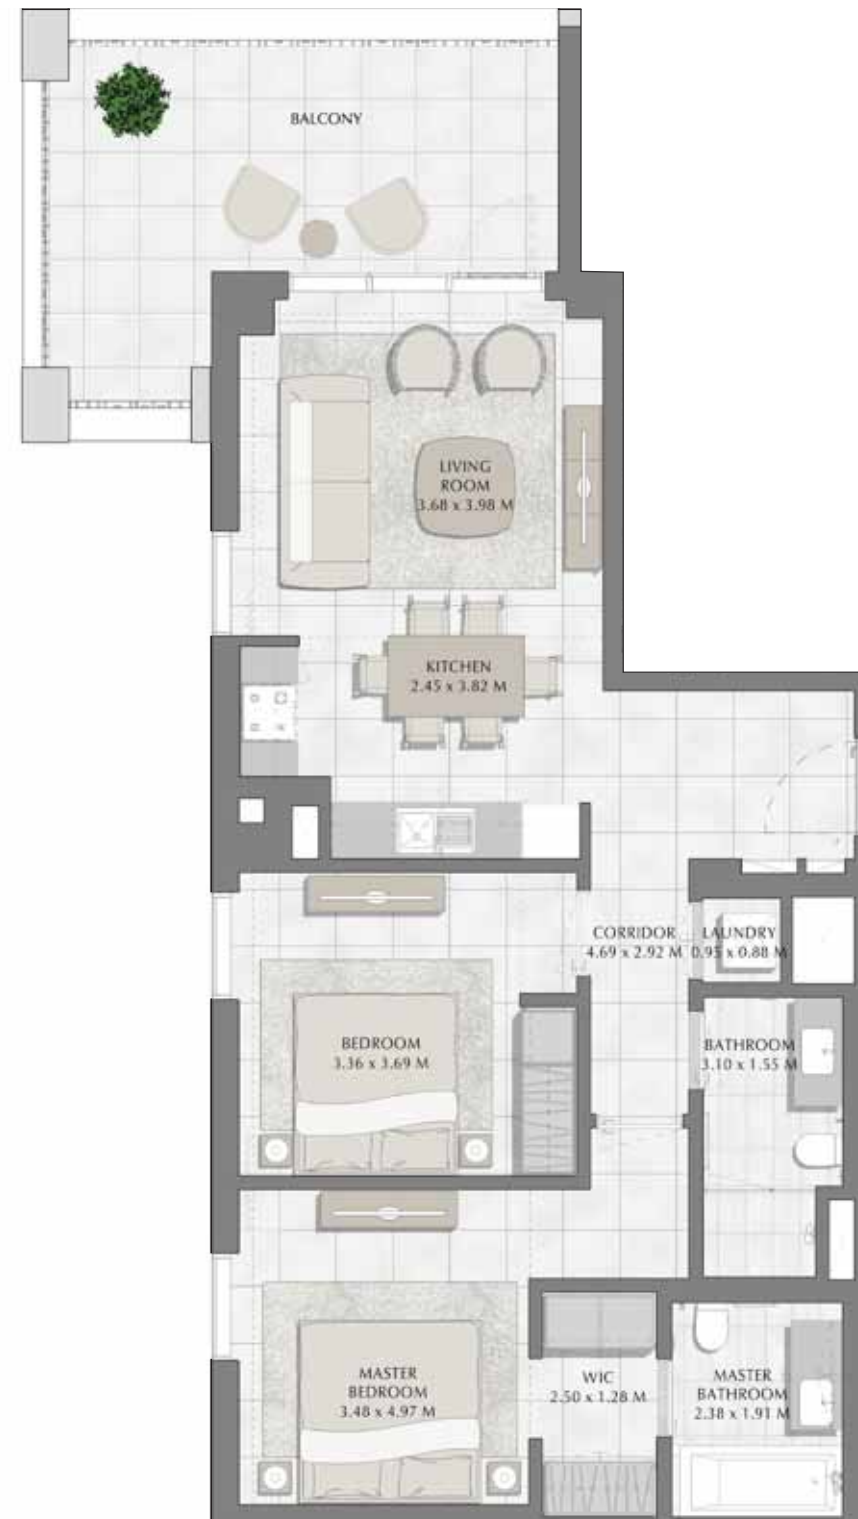 BALCONY
LIVING
ROOM
3.68 x 3.98 M
KITCHEN
2.45 x 3.82 M
CORRIDOR
4.69 x 2.92 M
LAUNDRY
0.95 x 0.88 M
BEDROOM
3.36 x 3.69 M
BATHROOM
3.10 x 1.55 M
MASTER
BEDROOM
3.48 x 4.97 M
WIC
2.50 x 1.28 M
MASTER
BATHROOM
2.38 x 1.91 M